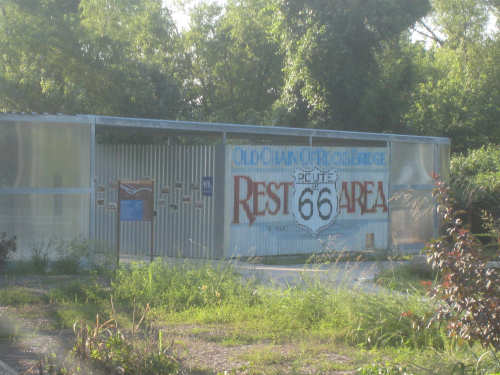 OLD CHAIN OF ROCKS BRIDGE
REST AREA
ROUTE
66